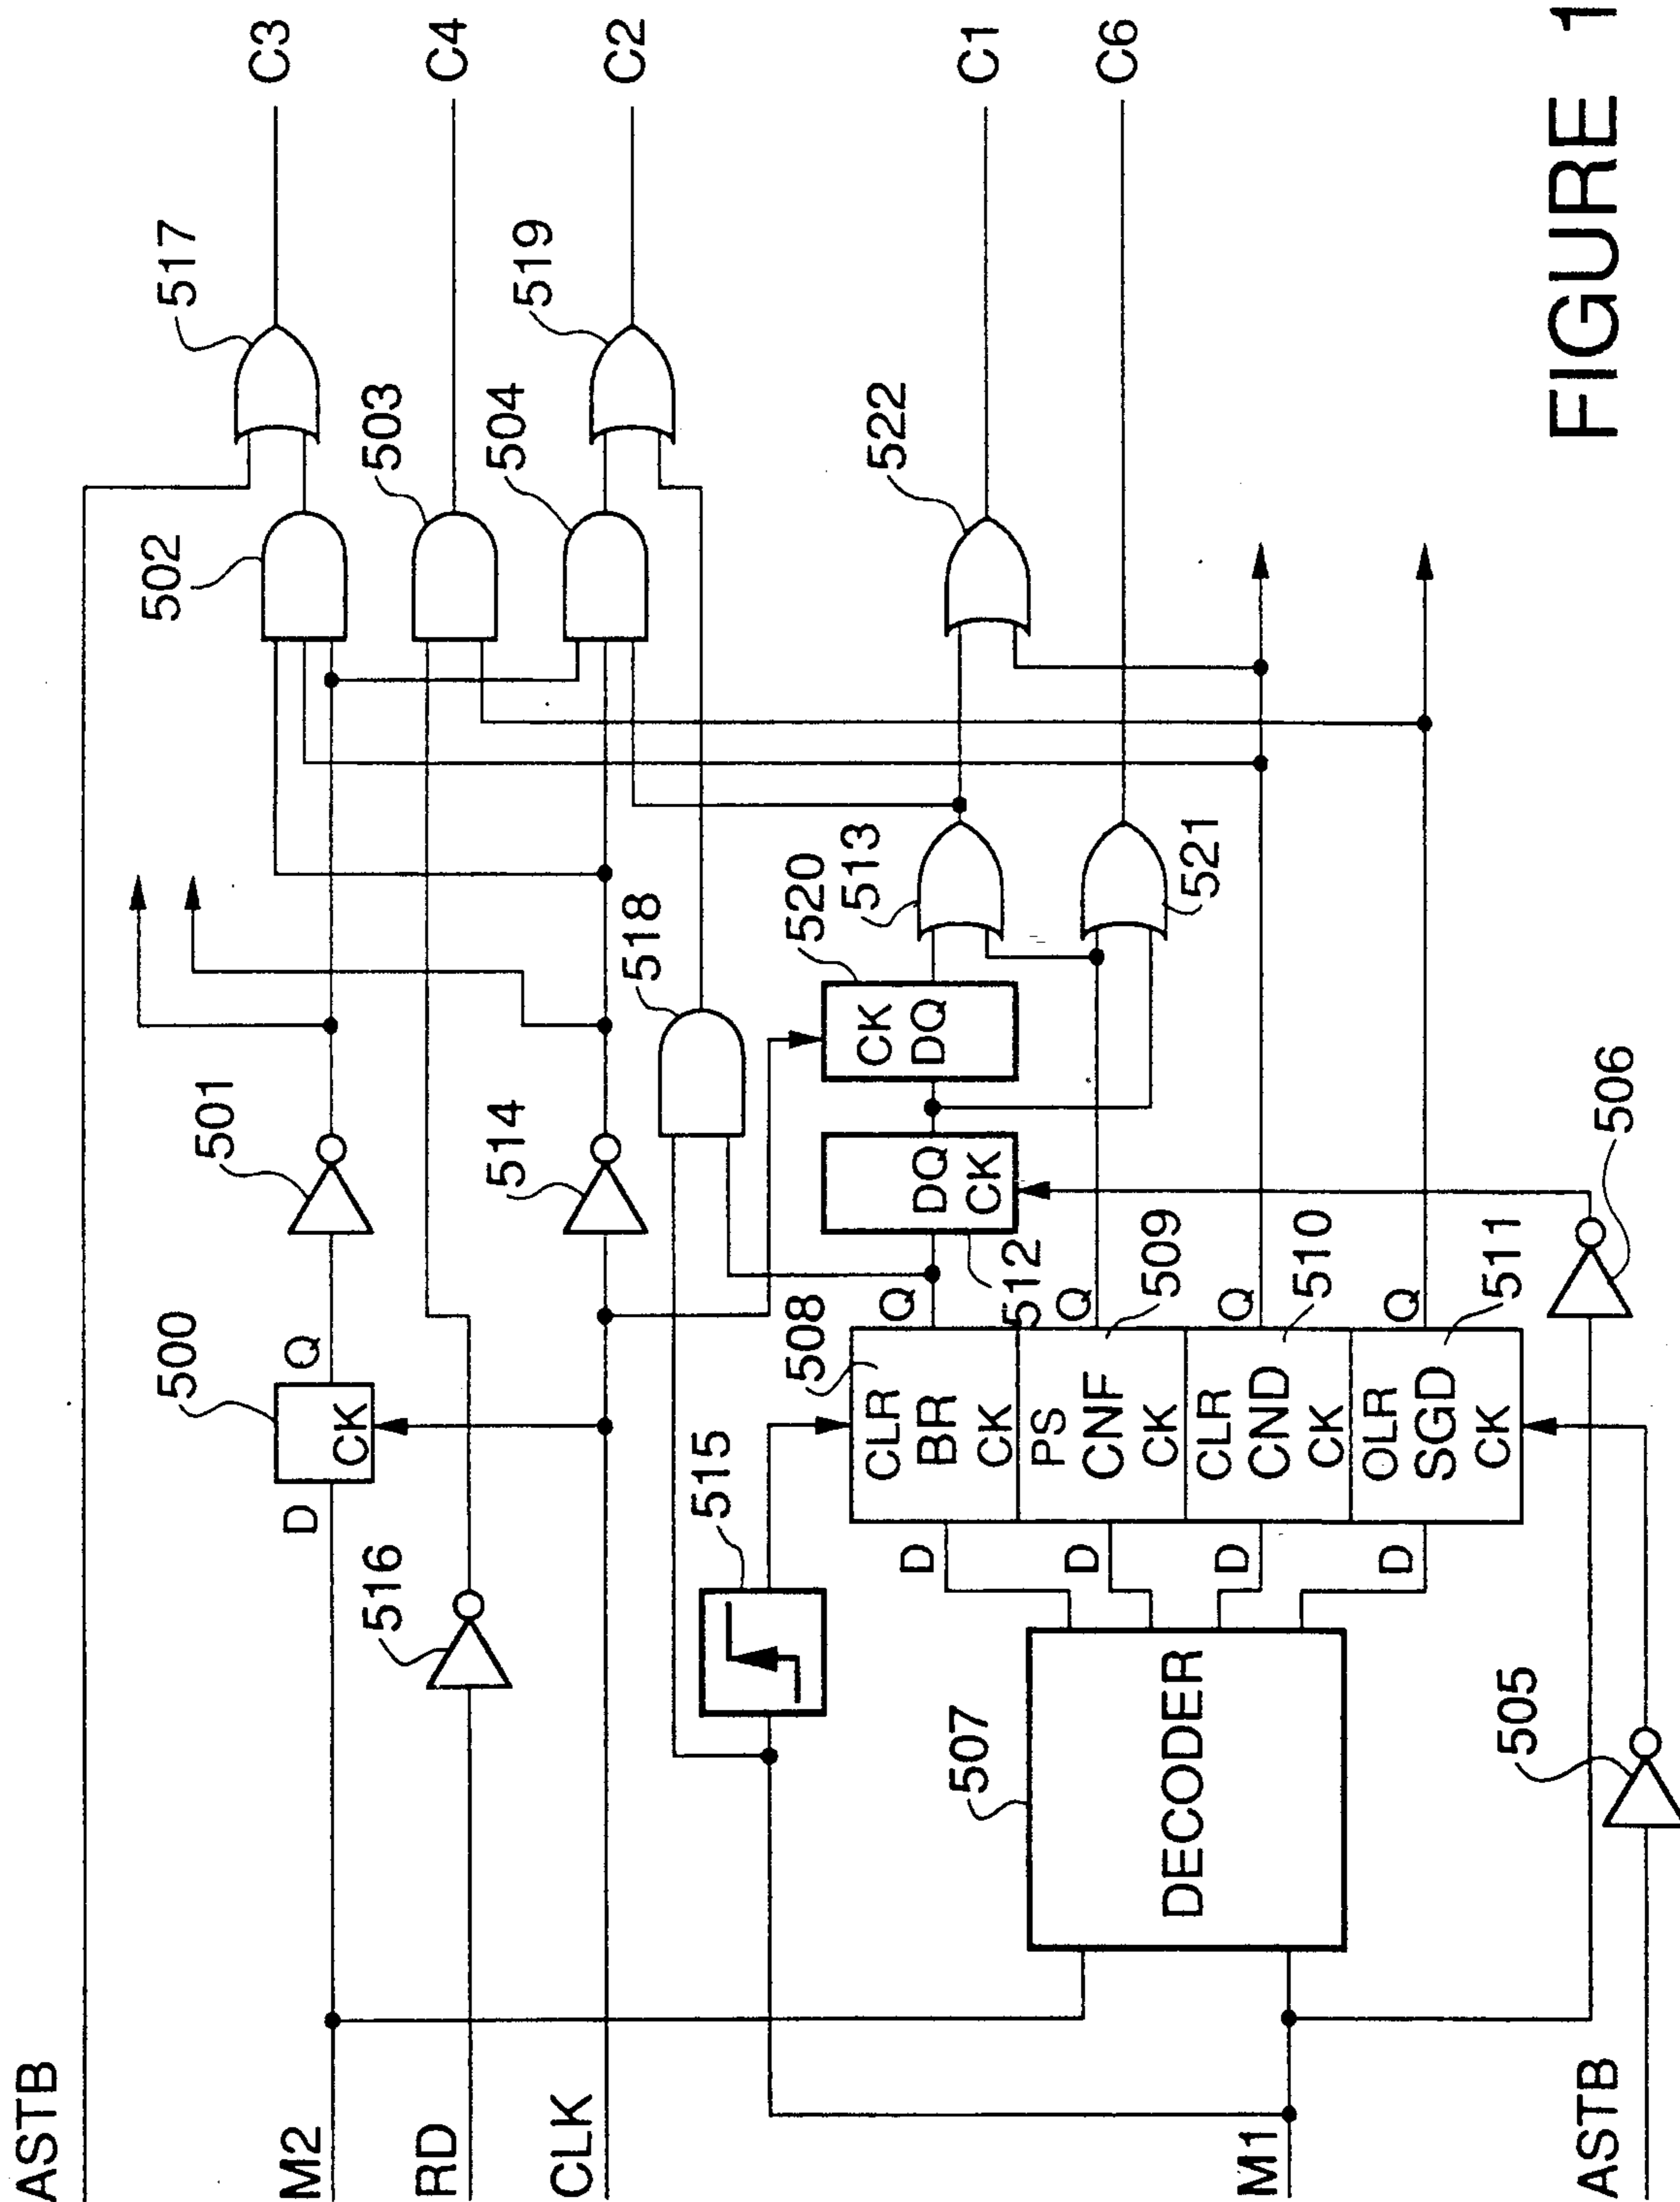 ASTB
M2
RD
CLK
M1
ASTB
500
D
Q
CK
501
516
514
502
503
504
517
519
C3
C4
C2
C1
C6
518
515
520
513
CK
DQ
522
521
DQ
CK
512
508
509
510
511
506
505
507
DECODER
D
D
D
D
CLR
BR
CK
PS
CNF
CK
CLR
CND
CK
OLR
SGD
CK
Q
Q
Q
Q
FIGURE 1